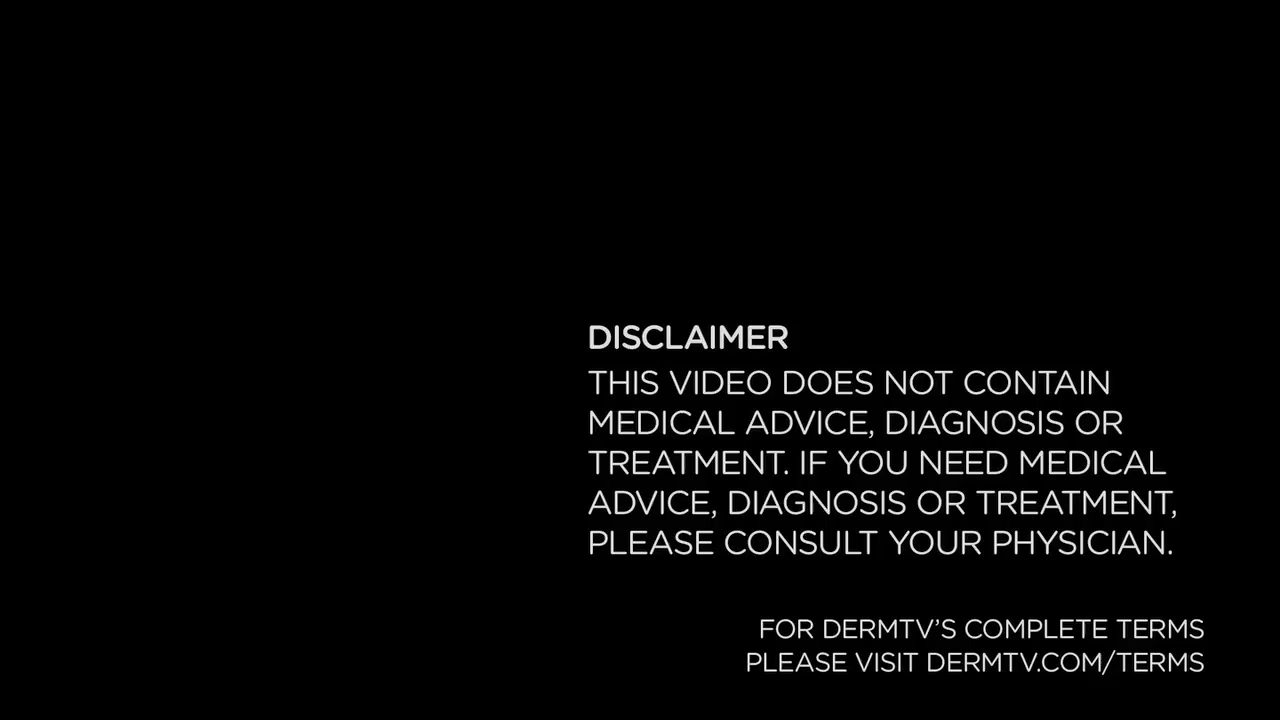 DISCLAIMER
THIS VIDEO DOES NOT CONTAIN
MEDICAL ADVICE, DIAGNOSIS OR
TREATMENT. IF YOU NEED MEDICAL
ADVICE, DIAGNOSIS OR TREATMENT,
PLEASE CONSULT YOUR PHYSICIAN.
FOR DERMTV’S COMPLETE TERMS
PLEASE VISIT DERMTV.COM/TERMS